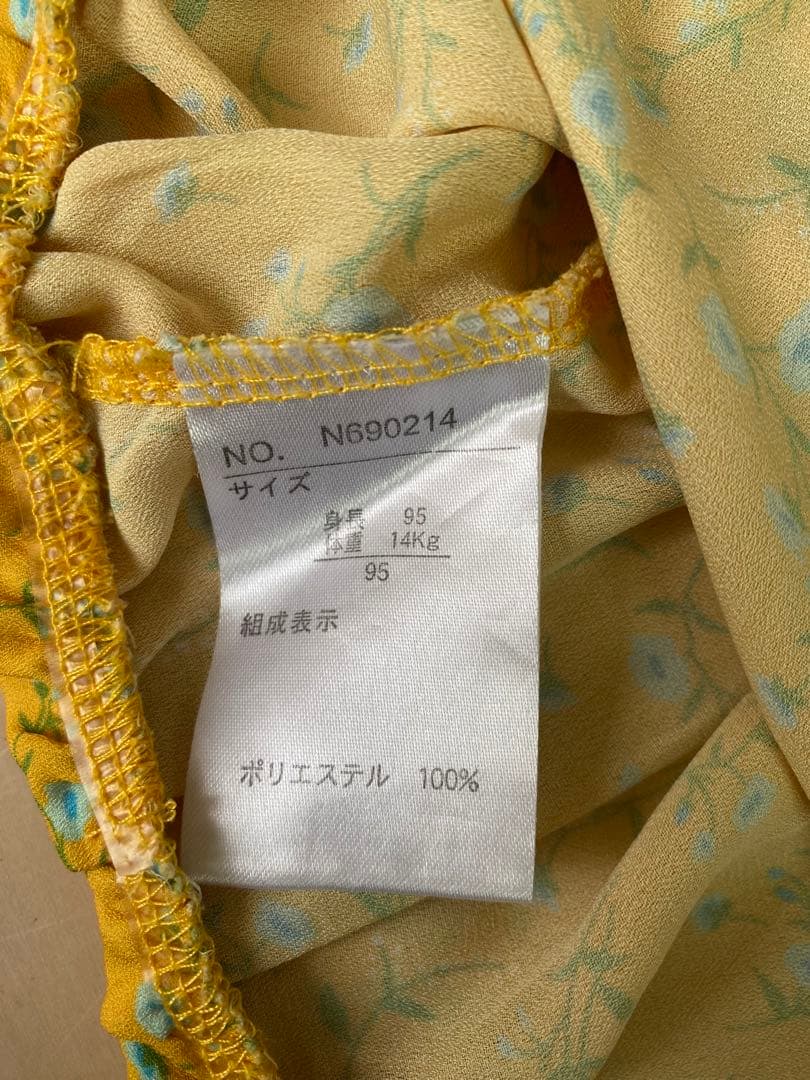 NO. N690214
サイズ
身長 95
体重 14Kg
95
組成表示
ポリエステル 100%